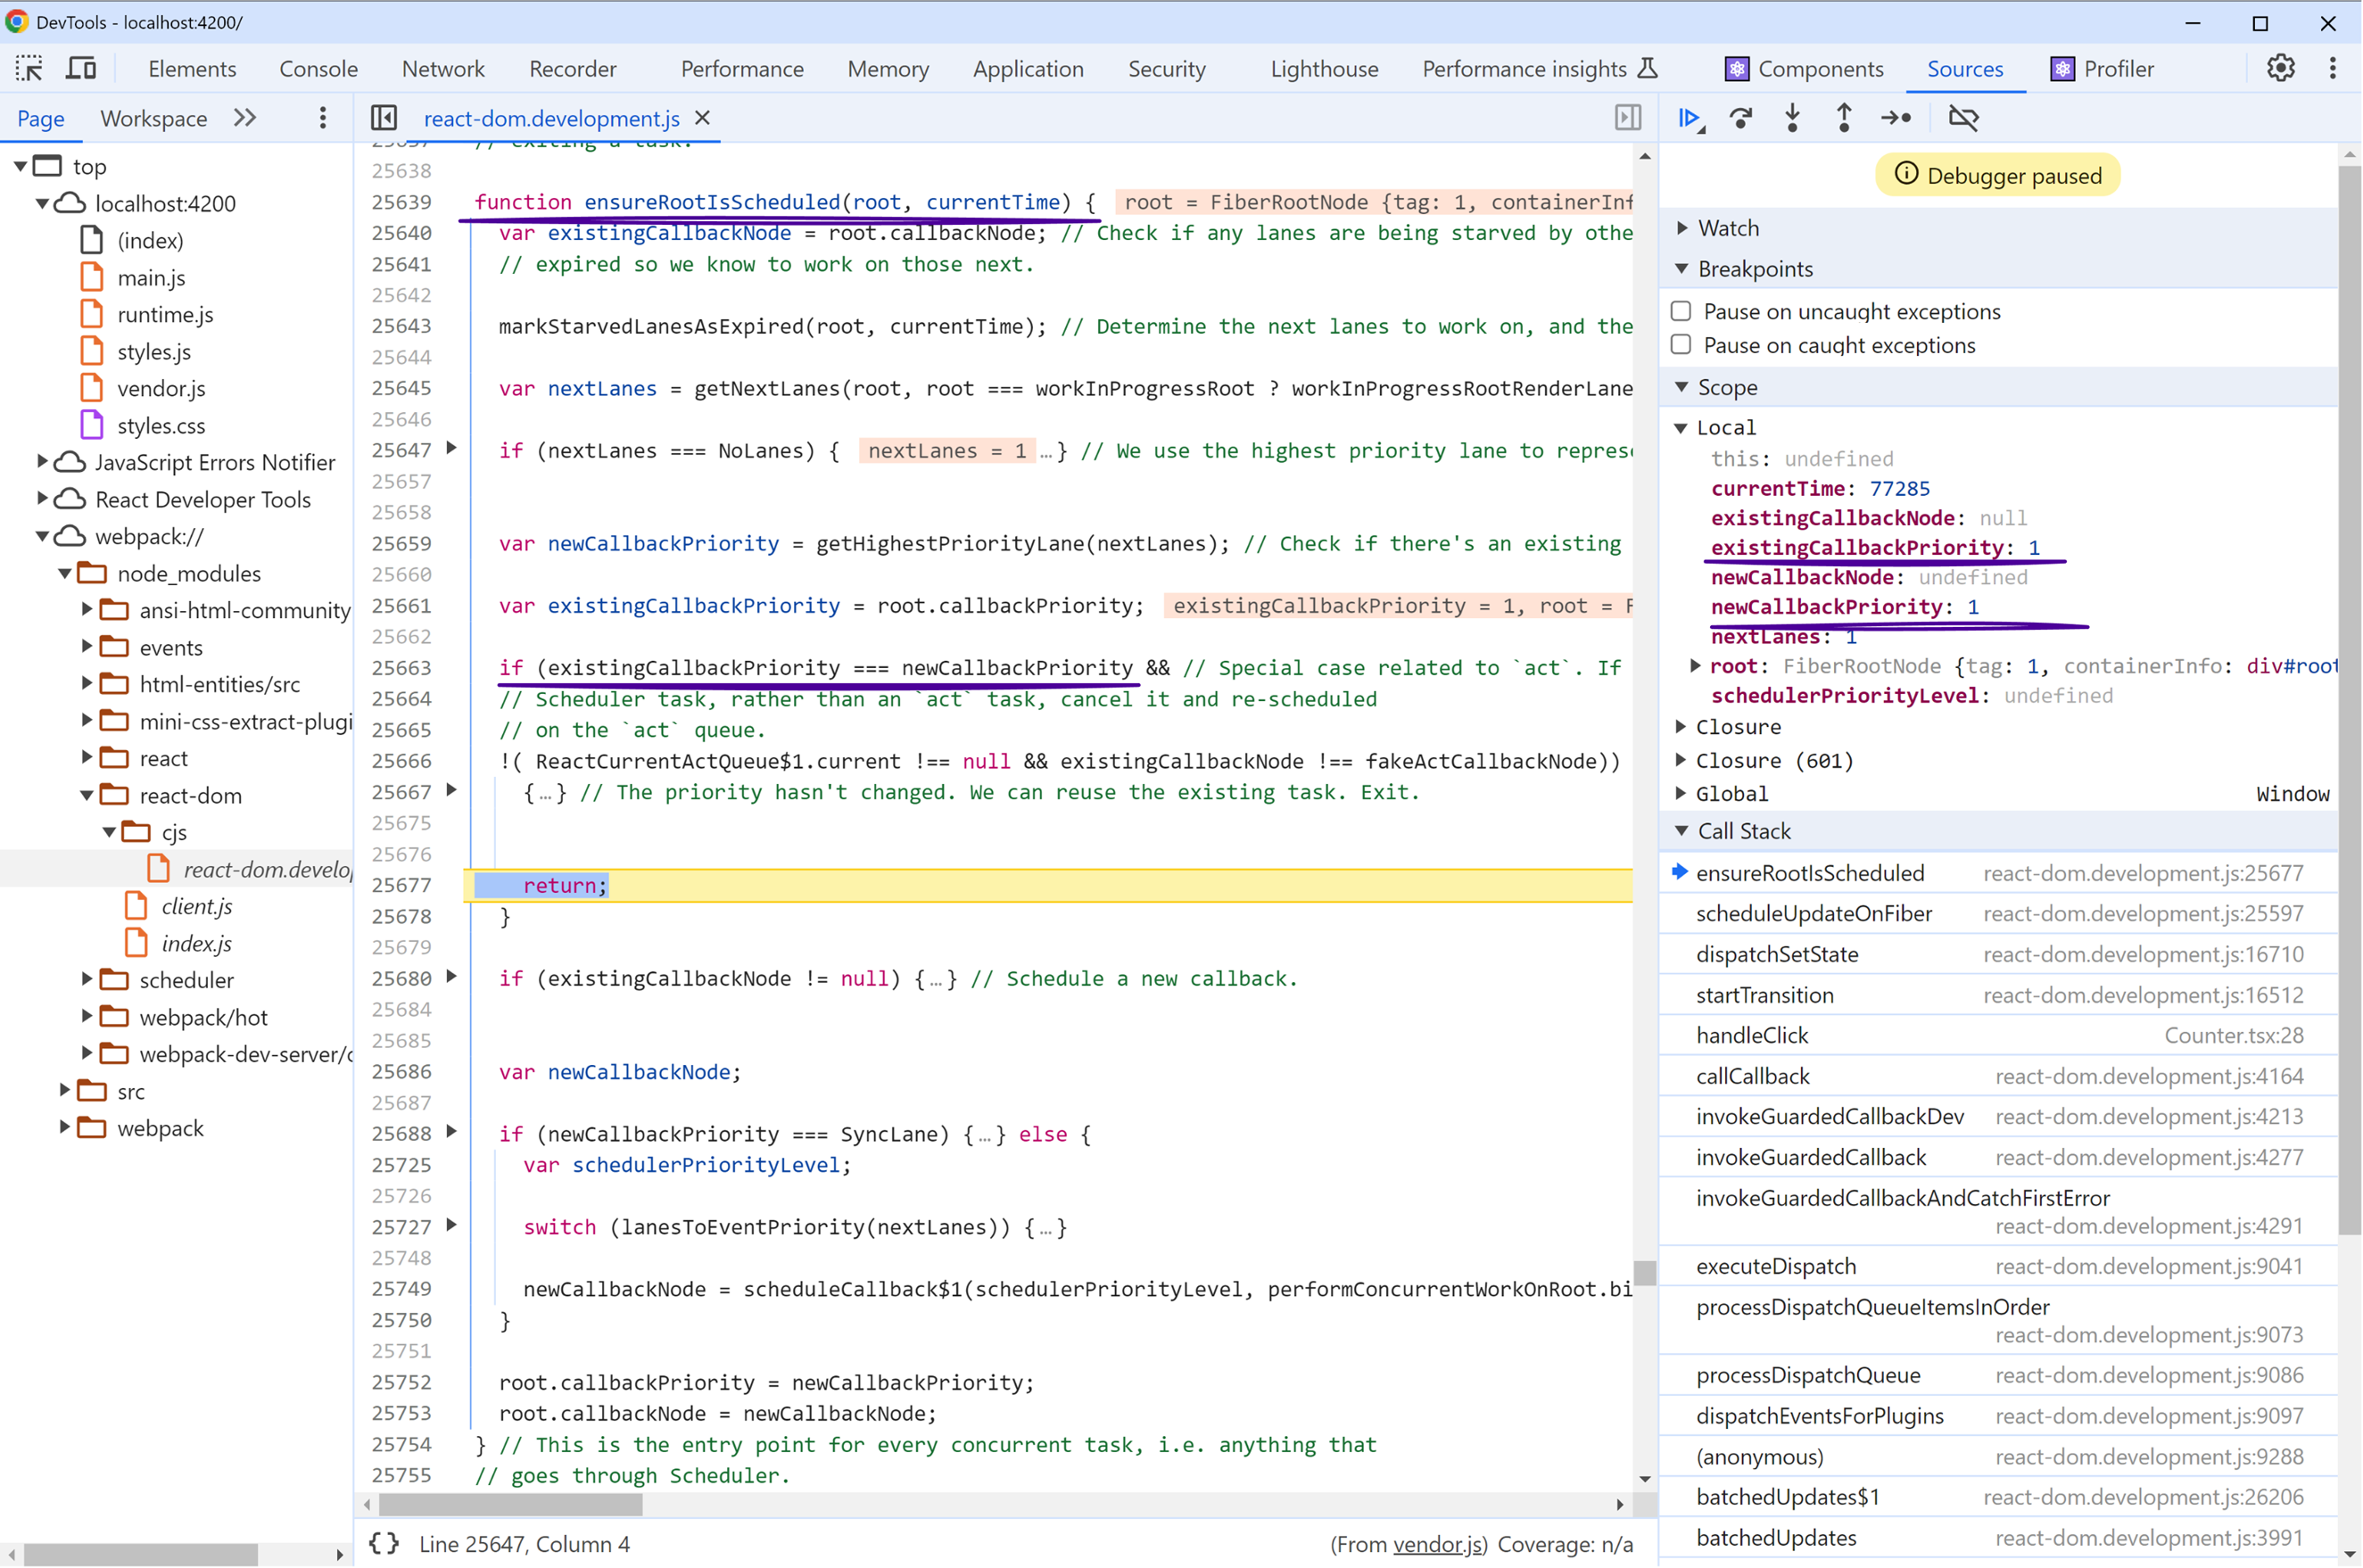 DevTools - localhost:4200/
Elements Console Network Recorder Performance Memory Application Security Lighthouse Performance insights Components Sources Profiler
Page Workspace
top
localhost:4200
(index)
main.js
runtime.js
styles.js
vendor.js
styles.css
JavaScript Errors Notifier
React Developer Tools
webpack://
node_modules
ansi-html-community
events
html-entities/src
mini-css-extract-plugi
react
react-dom
cjs
react-dom.develo
client.js
index.js
scheduler
webpack/hot
webpack-dev-server/c
src
webpack
react-dom.development.js
25637 // exiting a task.
25638
25639 function ensureRootIsScheduled(root, currentTime) { root = FiberRootNode {tag: 1, containerInf
25640 var existingCallbackNode = root.callbackNode; // Check if any lanes are being starved by othe
25641 // expired so we know to work on those next.
25642
25643 markStarvedLanesAsExpired(root, currentTime); // Determine the next lanes to work on, and the
25644
25645 var nextLanes = getNextLanes(root, root === workInProgressRoot ? workInProgressRootRenderLane
25646
25647 if (nextLanes === NoLanes) { nextLanes = 1 …} // We use the highest priority lane to represe
25657
25658
25659 var newCallbackPriority = getHighestPriorityLane(nextLanes); // Check if there's an existing
25660
25661 var existingCallbackPriority = root.callbackPriority; existingCallbackPriority = 1, root = F
25662
25663 if (existingCallbackPriority === newCallbackPriority && // Special case related to `act`. If
25664 // Scheduler task, rather than an `act` task, cancel it and re-scheduled
25665 // on the `act` queue.
25666 !( ReactCurrentActQueue$1.current !== null && existingCallbackNode !== fakeActCallbackNode))
25667 {…} // The priority hasn't changed. We can reuse the existing task. Exit.
25675
25676
25677 return;
25678 }
25679
25680 if (existingCallbackNode != null) {…} // Schedule a new callback.
25684
25685
25686 var newCallbackNode;
25687
25688 if (newCallbackPriority === SyncLane) {…} else {
25725 var schedulerPriorityLevel;
25726
25727 switch (lanesToEventPriority(nextLanes)) {…}
25748
25749 newCallbackNode = scheduleCallback$1(schedulerPriorityLevel, performConcurrentWorkOnRoot.bi
25750 }
25751
25752 root.callbackPriority = newCallbackPriority;
25753 root.callbackNode = newCallbackNode;
25754 } // This is the entry point for every concurrent task, i.e. anything that
25755 // goes through Scheduler.
{} Line 25647, Column 4 (From vendor.js) Coverage: n/a
Debugger paused
Watch
Breakpoints
Pause on uncaught exceptions
Pause on caught exceptions
Scope
Local
this: undefined
currentTime: 77285
existingCallbackNode: null
existingCallbackPriority: 1
newCallbackNode: undefined
newCallbackPriority: 1
nextLanes: 1
root: FiberRootNode {tag: 1, containerInfo: div#root
schedulerPriorityLevel: undefined
Closure
Closure (601)
Global Window
Call Stack
ensureRootIsScheduled react-dom.development.js:25677
scheduleUpdateOnFiber react-dom.development.js:25597
dispatchSetState react-dom.development.js:16710
startTransition react-dom.development.js:16512
handleClick Counter.tsx:28
callCallback react-dom.development.js:4164
invokeGuardedCallbackDev react-dom.development.js:4213
invokeGuardedCallback react-dom.development.js:4277
invokeGuardedCallbackAndCatchFirstError
react-dom.development.js:4291
executeDispatch react-dom.development.js:9041
processDispatchQueueItemsInOrder
react-dom.development.js:9073
processDispatchQueue react-dom.development.js:9086
dispatchEventsForPlugins react-dom.development.js:9097
(anonymous) react-dom.development.js:9288
batchedUpdates$1 react-dom.development.js:26206
batchedUpdates react-dom.development.js:3991